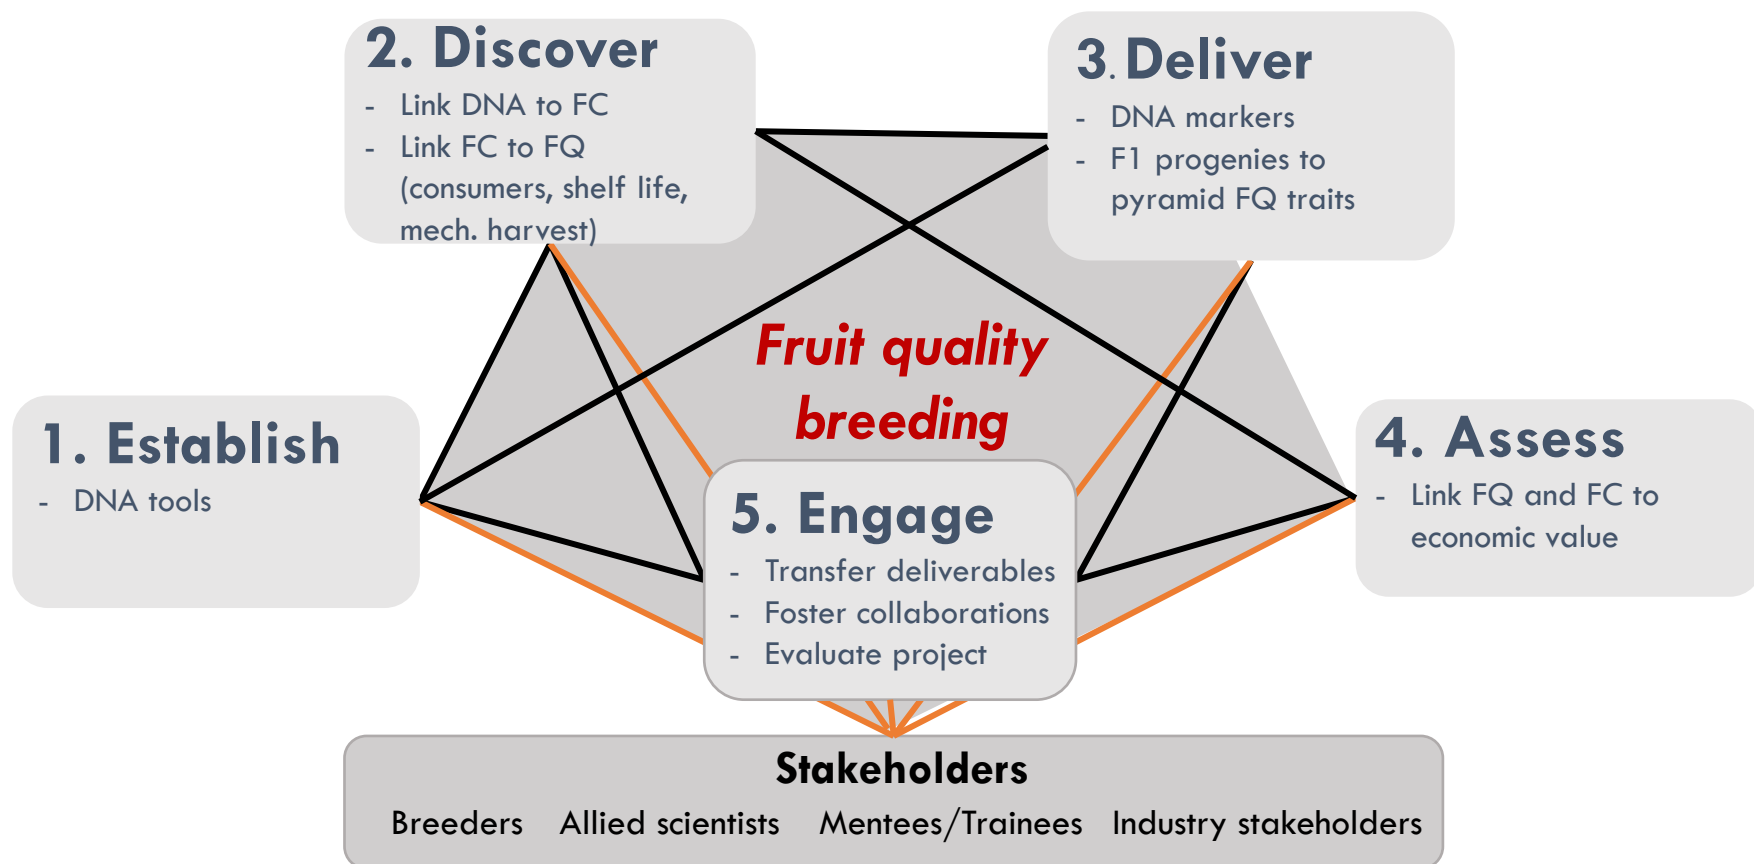 2. Discover
- Link DNA to FC
- Link FC to FQ
(consumers, shelf life,
mech. harvest)
3. Deliver
- DNA markers
- F1 progenies to
pyramid FQ traits
Fruit quality
breeding
1. Establish
- DNA tools
4. Assess
- Link FQ and FC to
economic value
5. Engage
- Transfer deliverables
- Foster collaborations
- Evaluate project
Stakeholders
Breeders Allied scientists Mentees/Trainees Industry stakeholders